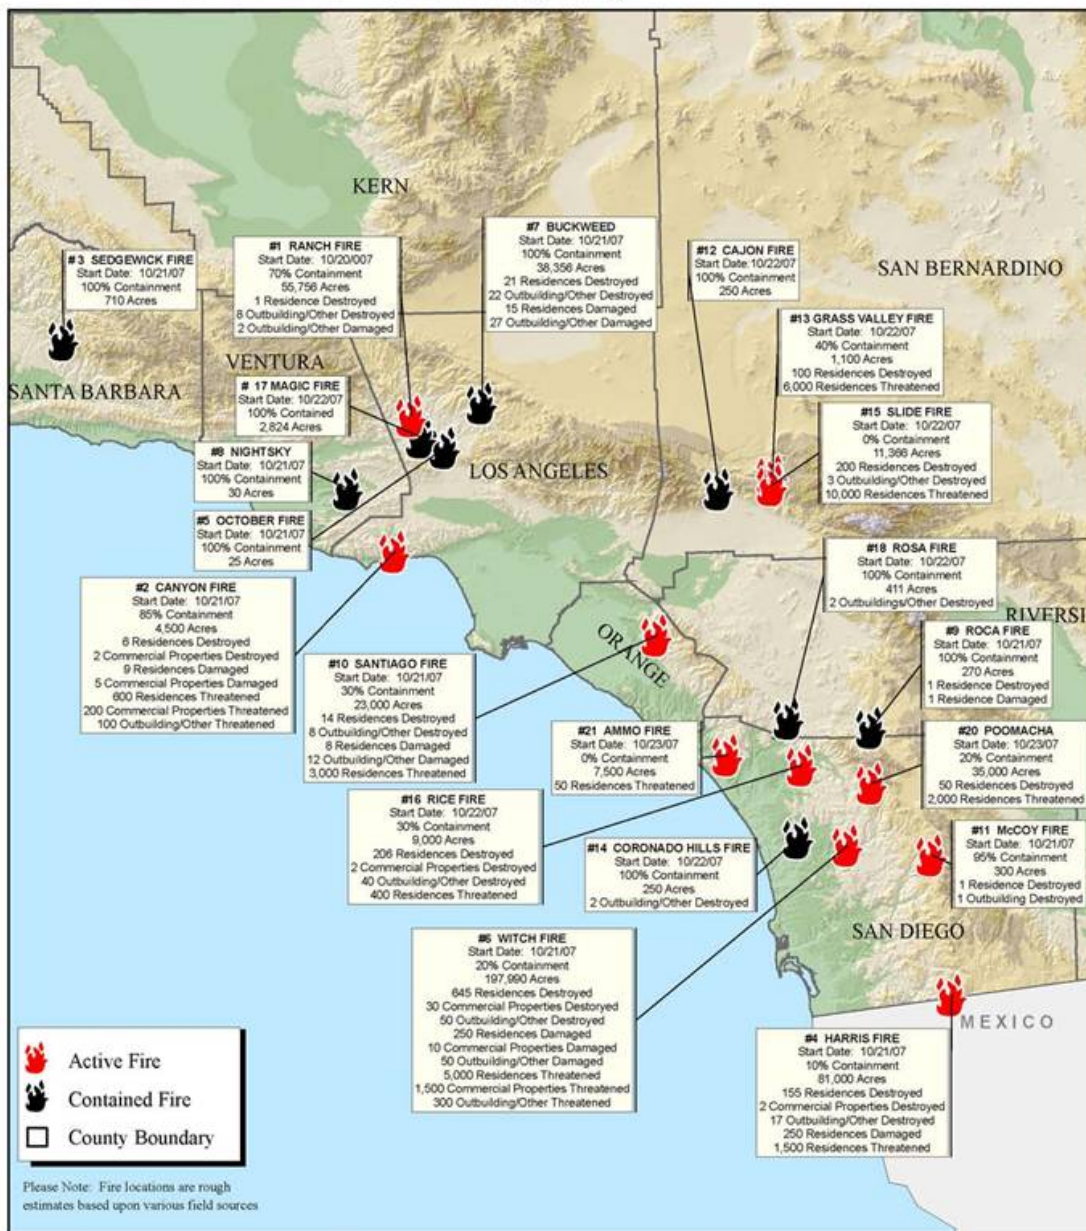 KERN
SAN BERNARDINO
VENTURA
SANTA BARBARA
LOS ANGELES
ORANGE
RIVERSI
SAN DIEGO
MEXICO
# 3 SEDGEWICK FIRE
Start Date: 10/21/07
100% Containment
710 Acres
#1 RANCH FIRE
Start Date: 10/20/007
70% Containment
55,756 Acres
1 Residence Destroyed
8 Outbuilding/Other Destroyed
2 Outbuilding/Other Damaged
#7 BUCKWEED
Start Date: 10/21/07
100% Containment
38,356 Acres
21 Residences Destroyed
22 Outbuilding/Other Destroyed
15 Residences Damaged
27 Outbuilding/Other Damaged
#12 CAJON FIRE
Start Date:10/22/07
100% Containment
250 Acres
#13 GRASS VALLEY FIRE
Start Date: 10/22/07
40% Containment
1,100 Acres
100 Residences Destroyed
6,000 Residences Threatened
# 17 MAGIC FIRE
Start Date: 10/22/07
100% Contained
2,824 Acres
#15 SLIDE FIRE
Start Date: 10/22/07
0% Containment
11,366 Acres
200 Residences Destroyed
3 Outbuilding/Other Destroyed
10,000 Residences Threatened
#8 NIGHTSKY
Start Date: 10/21/07
100% Containment
30 Acres
#5 OCTOBER FIRE
Start Date: 10/21/07
100% Containment
25 Acres
#18 ROSA FIRE
Start Date: 10/22/07
100% Containment
411 Acres
2 Outbuildings/Other Destroyed
#2 CANYON FIRE
Start Date: 10/21/07
85% Containment
4,500 Acres
6 Residences Destroyed
2 Commercial Properties Destroyed
9 Residences Damaged
5 Commercial Properties Damaged
600 Residences Threatened
200 Commercial Properties Threatened
100 Outbuilding/Other Threatened
#9 ROCA FIRE
Start Date: 10/21/07
100% Containment
270 Acres
1 Residence Destroyed
1 Residence Damaged
#10 SANTIAGO FIRE
Start Date: 10/21/07
30% Containment
23,000 Acres
14 Residences Destroyed
8 Outbuilding/Other Destroyed
8 Residences Damaged
12 Outbuilding/Other Damaged
3,000 Residences Threatened
#21 AMMO FIRE
Start Date: 10/23/07
0% Containment
7,500 Acres
50 Residences Threatened
#20 POOMACHA
Start Date: 10/23/07
20% Containment
35,000 Acres
50 Residences Destroyed
2,000 Residences Threatened
#16 RICE FIRE
Start Date: 10/22/07
30% Containment
9,000 Acres
206 Residences Destroyed
2 Commercial Properties Destroyed
40 Outbuilding/Other Destroyed
400 Residences Threatened
#14 CORONADO HILLS FIRE
Start Date: 10/22/07
100% Containment
250 Acres
2 Outbuilding/Other Destroyed
#11 McCOY FIRE
Start Date: 10/21/07
95% Containment
300 Acres
1 Residence Destroyed
1 Outbuilding Destroyed
#6 WITCH FIRE
Start Date: 10/21/07
20% Containment
197,990 Acres
645 Residences Destroyed
30 Commercial Properties Destoryed
50 Outbuilding/Other Destroyed
250 Residences Damaged
10 Commercial Properties Damaged
50 Outbuilding/Other Damaged
5,000 Residences Threatened
1,500 Commercial Properties Threatened
300 Outbuilding/Other Threatened
#4 HARRIS FIRE
Start Date: 10/21/07
10% Containment
81,000 Acres
155 Residences Destroyed
2 Commercial Properties Destroyed
17 Outbuilding/Other Destroyed
250 Residences Damaged
1,500 Residences Threatened
Active Fire
Contained Fire
County Boundary
Please Note: Fire locations are rough
estimates based upon various field sources